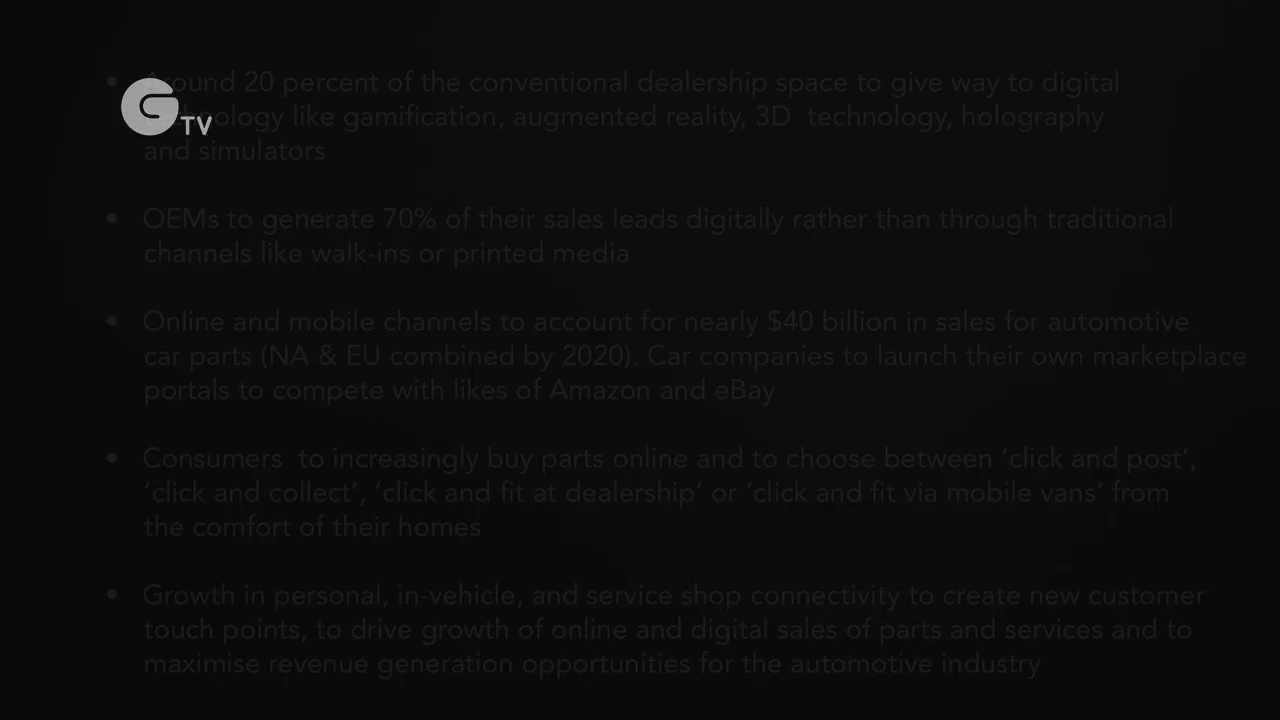 • Around 20 percent of the conventional dealership space to give way to digital
technology like gamification, augmented reality, 3D technology, holography
and simulators
G TV
• OEMs to generate 70% of their sales leads digitally rather than through traditional
channels like walk-ins or printed media
• Online and mobile channels to account for nearly $40 billion in sales for automotive
car parts (NA & EU combined by 2020). Car companies to launch their own marketplace
portals to compete with likes of Amazon and eBay
• Consumers to increasingly buy parts online and to choose between ‘click and post’,
‘click and collect’, ‘click and fit at dealership’ or ‘click and fit via mobile vans’ from
the comfort of their homes
• Growth in personal, in-vehicle, and service shop connectivity to create new customer
touch points, to drive growth of online and digital sales of parts and services and to
maximise revenue generation opportunities for the automotive industry